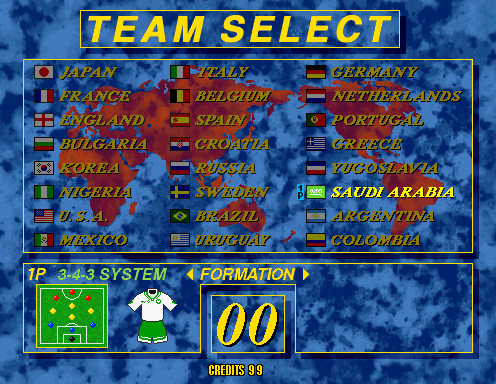 TEAM SELECT
JAPAN ITALY GERMANY
FRANCE BELGIUM NETHERLANDS
ENGLAND SPAIN PORTUGAL
BULGARIA CROATIA GREECE
KOREA RUSSIA YUGOSLAVIA
NIGERIA SWEDEN 1P SAUDI ARABIA
U.S.A. BRAZIL ARGENTINA
MEXICO URUGUAY COLOMBIA
1P 3-4-3 SYSTEM FORMATION
00
CREDITS 99